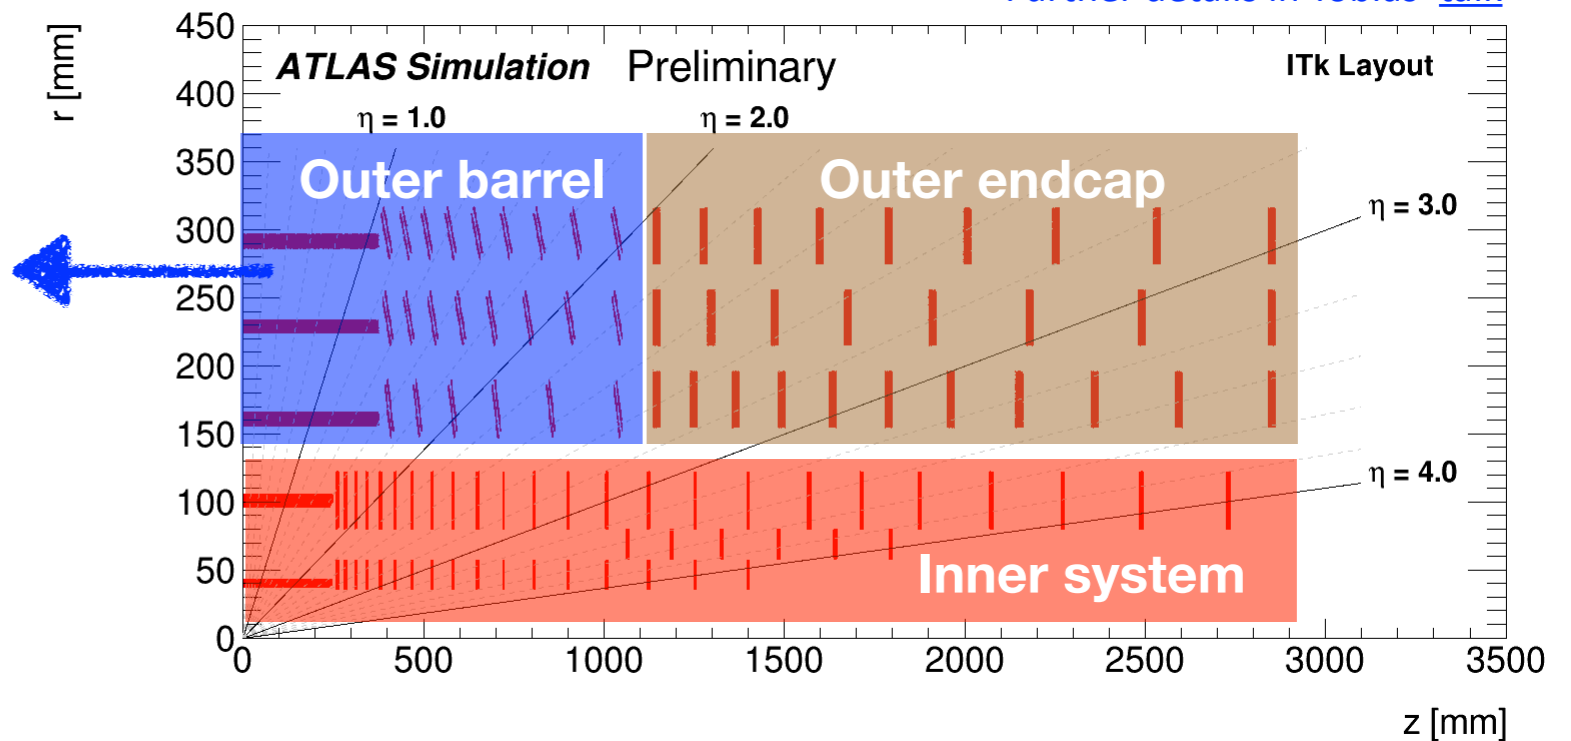 r [mm]
450
400
350
300
250
200
150
100
50
0
ATLAS Simulation Preliminary
ITk Layout
η = 1.0
η = 2.0
Outer barrel
Outer endcap
η = 3.0
η = 4.0
Inner system
0 500 1000 1500 2000 2500 3000 3500
z [mm]